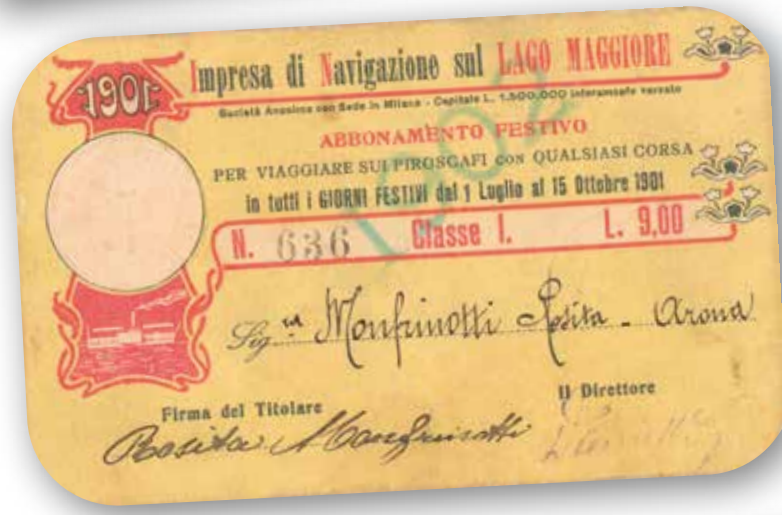 1901
Impresa di Navigazione sul LAGO MAGGIORE
Società Anonima con Sede in Milano - Capitale L. 1.500.000 interamente versato
ABBONAMENTO FESTIVO
PER VIAGGIARE SUI PIROSCAFI con QUALSIASI CORSA
in tutti i GIORNI FESTIVI dal 1 Luglio al 15 Ottobre 1901
N. 636 Classe I. L. 9,00
Sig.ra Monfrinotti Rosita - Arona
Firma del Titolare
Il Direttore
Rosita Monfrinotti